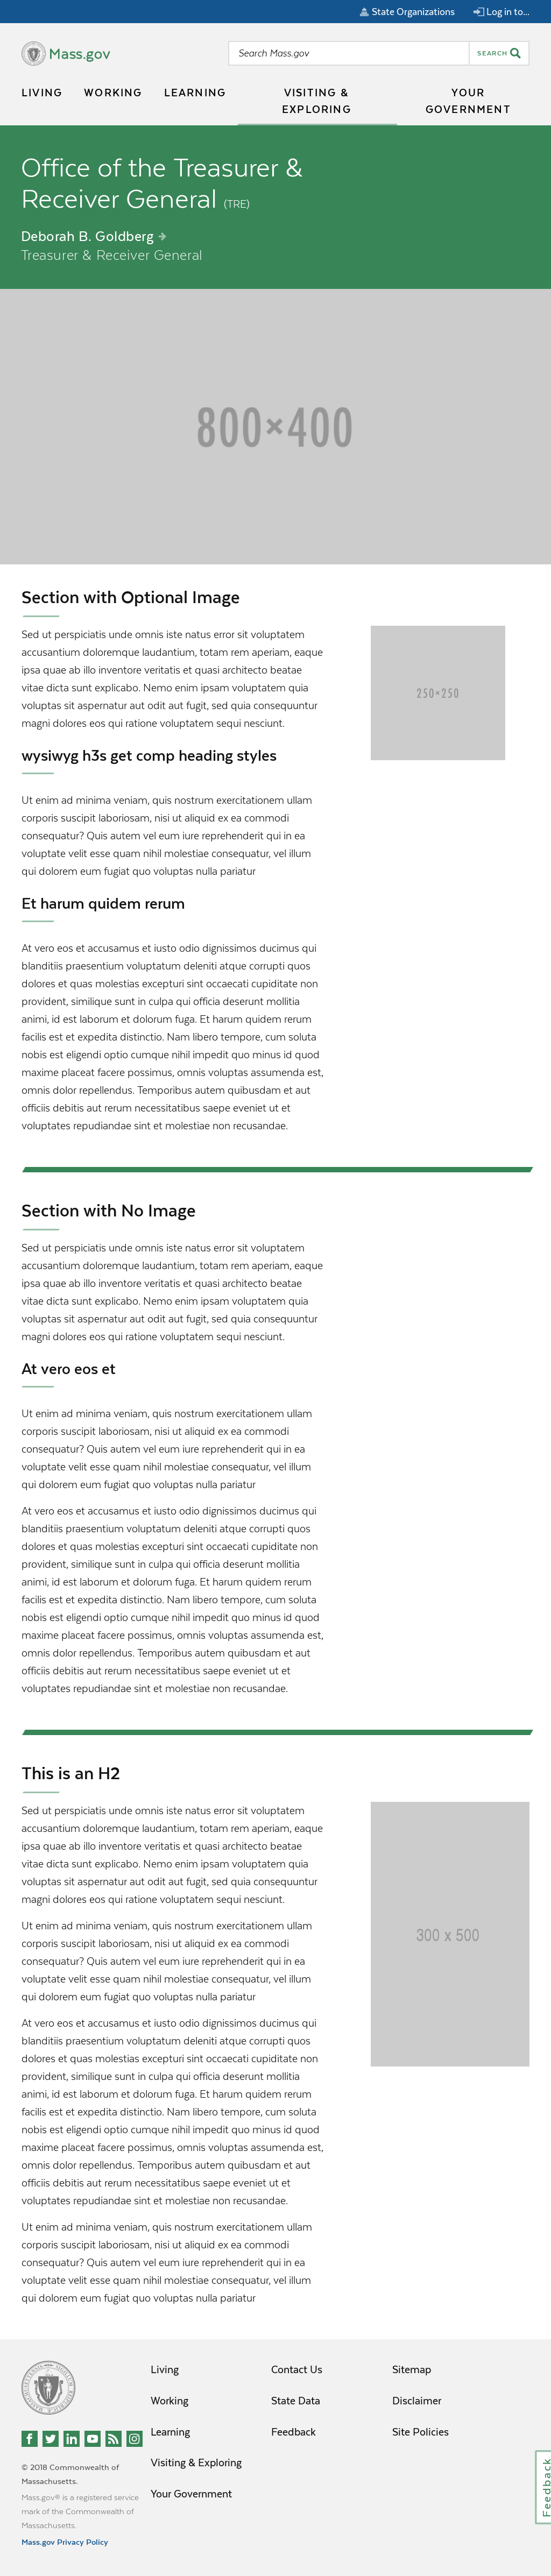 State Organizations
Log in to...
Mass.gov
Search Mass.gov
SEARCH
LIVING
WORKING
LEARNING
VISITING &
EXPLORING
YOUR
GOVERNMENT
Office of the Treasurer &
Receiver General (TRE)
Deborah B. Goldberg
Treasurer & Receiver General
800×400
Section with Optional Image
Sed ut perspiciatis unde omnis iste natus error sit voluptatem
accusantium doloremque laudantium, totam rem aperiam, eaque
ipsa quae ab illo inventore veritatis et quasi architecto beatae
vitae dicta sunt explicabo. Nemo enim ipsam voluptatem quia
voluptas sit aspernatur aut odit aut fugit, sed quia consequuntur
magni dolores eos qui ratione voluptatem sequi nesciunt.
250×250
wysiwyg h3s get comp heading styles
Ut enim ad minima veniam, quis nostrum exercitationem ullam
corporis suscipit laboriosam, nisi ut aliquid ex ea commodi
consequatur? Quis autem vel eum iure reprehenderit qui in ea
voluptate velit esse quam nihil molestiae consequatur, vel illum
qui dolorem eum fugiat quo voluptas nulla pariatur
Et harum quidem rerum
At vero eos et accusamus et iusto odio dignissimos ducimus qui
blanditiis praesentium voluptatum deleniti atque corrupti quos
dolores et quas molestias excepturi sint occaecati cupiditate non
provident, similique sunt in culpa qui officia deserunt mollitia
animi, id est laborum et dolorum fuga. Et harum quidem rerum
facilis est et expedita distinctio. Nam libero tempore, cum soluta
nobis est eligendi optio cumque nihil impedit quo minus id quod
maxime placeat facere possimus, omnis voluptas assumenda est,
omnis dolor repellendus. Temporibus autem quibusdam et aut
officiis debitis aut rerum necessitatibus saepe eveniet ut et
voluptates repudiandae sint et molestiae non recusandae.
Section with No Image
Sed ut perspiciatis unde omnis iste natus error sit voluptatem
accusantium doloremque laudantium, totam rem aperiam, eaque
ipsa quae ab illo inventore veritatis et quasi architecto beatae
vitae dicta sunt explicabo. Nemo enim ipsam voluptatem quia
voluptas sit aspernatur aut odit aut fugit, sed quia consequuntur
magni dolores eos qui ratione voluptatem sequi nesciunt.
At vero eos et
Ut enim ad minima veniam, quis nostrum exercitationem ullam
corporis suscipit laboriosam, nisi ut aliquid ex ea commodi
consequatur? Quis autem vel eum iure reprehenderit qui in ea
voluptate velit esse quam nihil molestiae consequatur, vel illum
qui dolorem eum fugiat quo voluptas nulla pariatur
At vero eos et accusamus et iusto odio dignissimos ducimus qui
blanditiis praesentium voluptatum deleniti atque corrupti quos
dolores et quas molestias excepturi sint occaecati cupiditate non
provident, similique sunt in culpa qui officia deserunt mollitia
animi, id est laborum et dolorum fuga. Et harum quidem rerum
facilis est et expedita distinctio. Nam libero tempore, cum soluta
nobis est eligendi optio cumque nihil impedit quo minus id quod
maxime placeat facere possimus, omnis voluptas assumenda est,
omnis dolor repellendus. Temporibus autem quibusdam et aut
officiis debitis aut rerum necessitatibus saepe eveniet ut et
voluptates repudiandae sint et molestiae non recusandae.
This is an H2
Sed ut perspiciatis unde omnis iste natus error sit voluptatem
accusantium doloremque laudantium, totam rem aperiam, eaque
ipsa quae ab illo inventore veritatis et quasi architecto beatae
vitae dicta sunt explicabo. Nemo enim ipsam voluptatem quia
voluptas sit aspernatur aut odit aut fugit, sed quia consequuntur
magni dolores eos qui ratione voluptatem sequi nesciunt.
Ut enim ad minima veniam, quis nostrum exercitationem ullam
corporis suscipit laboriosam, nisi ut aliquid ex ea commodi
consequatur? Quis autem vel eum iure reprehenderit qui in ea
voluptate velit esse quam nihil molestiae consequatur, vel illum
qui dolorem eum fugiat quo voluptas nulla pariatur
300 x 500
At vero eos et accusamus et iusto odio dignissimos ducimus qui
blanditiis praesentium voluptatum deleniti atque corrupti quos
dolores et quas molestias excepturi sint occaecati cupiditate non
provident, similique sunt in culpa qui officia deserunt mollitia
animi, id est laborum et dolorum fuga. Et harum quidem rerum
facilis est et expedita distinctio. Nam libero tempore, cum soluta
nobis est eligendi optio cumque nihil impedit quo minus id quod
maxime placeat facere possimus, omnis voluptas assumenda est,
omnis dolor repellendus. Temporibus autem quibusdam et aut
officiis debitis aut rerum necessitatibus saepe eveniet ut et
voluptates repudiandae sint et molestiae non recusandae.
Ut enim ad minima veniam, quis nostrum exercitationem ullam
corporis suscipit laboriosam, nisi ut aliquid ex ea commodi
consequatur? Quis autem vel eum iure reprehenderit qui in ea
voluptate velit esse quam nihil molestiae consequatur, vel illum
qui dolorem eum fugiat quo voluptas nulla pariatur
Living
Working
Learning
Visiting & Exploring
Your Government
Contact Us
State Data
Feedback
Sitemap
Disclaimer
Site Policies
© 2018 Commonwealth of
Massachusetts.
Mass.gov® is a registered service
mark of the Commonwealth of
Massachusetts.
Mass.gov Privacy Policy
Feedback